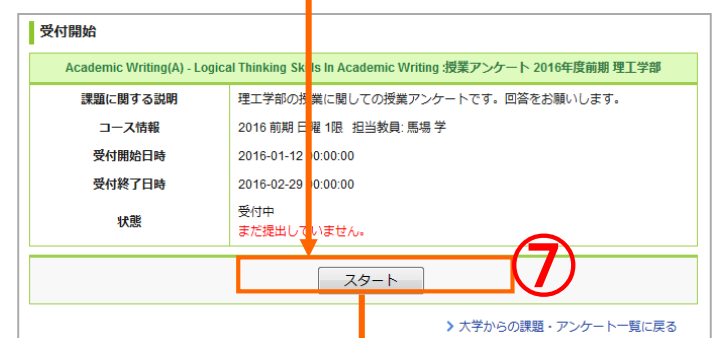 受付開始
Academic Writing(A) - Logical Thinking Skills In Academic Writing :授業アンケート 2016年度前期 理工学部
課題に関する説明 理工学部の授業に関しての授業アンケートです。回答をお願いします。
コース情報 2016 前期 日曜 1限 担当教員: 馬場 学
受付開始日時 2016-01-12 00:00:00
受付終了日時 2016-02-29 00:00:00
状態 受付中
まだ提出していません。
スタート
⑦
大学からの課題・アンケート一覧に戻る